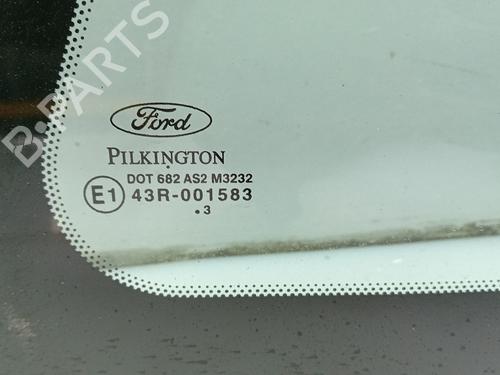 B-PARTS
Ford
PILKINGTON
DOT 682 AS2 M3232
E1 43R-001583
.3